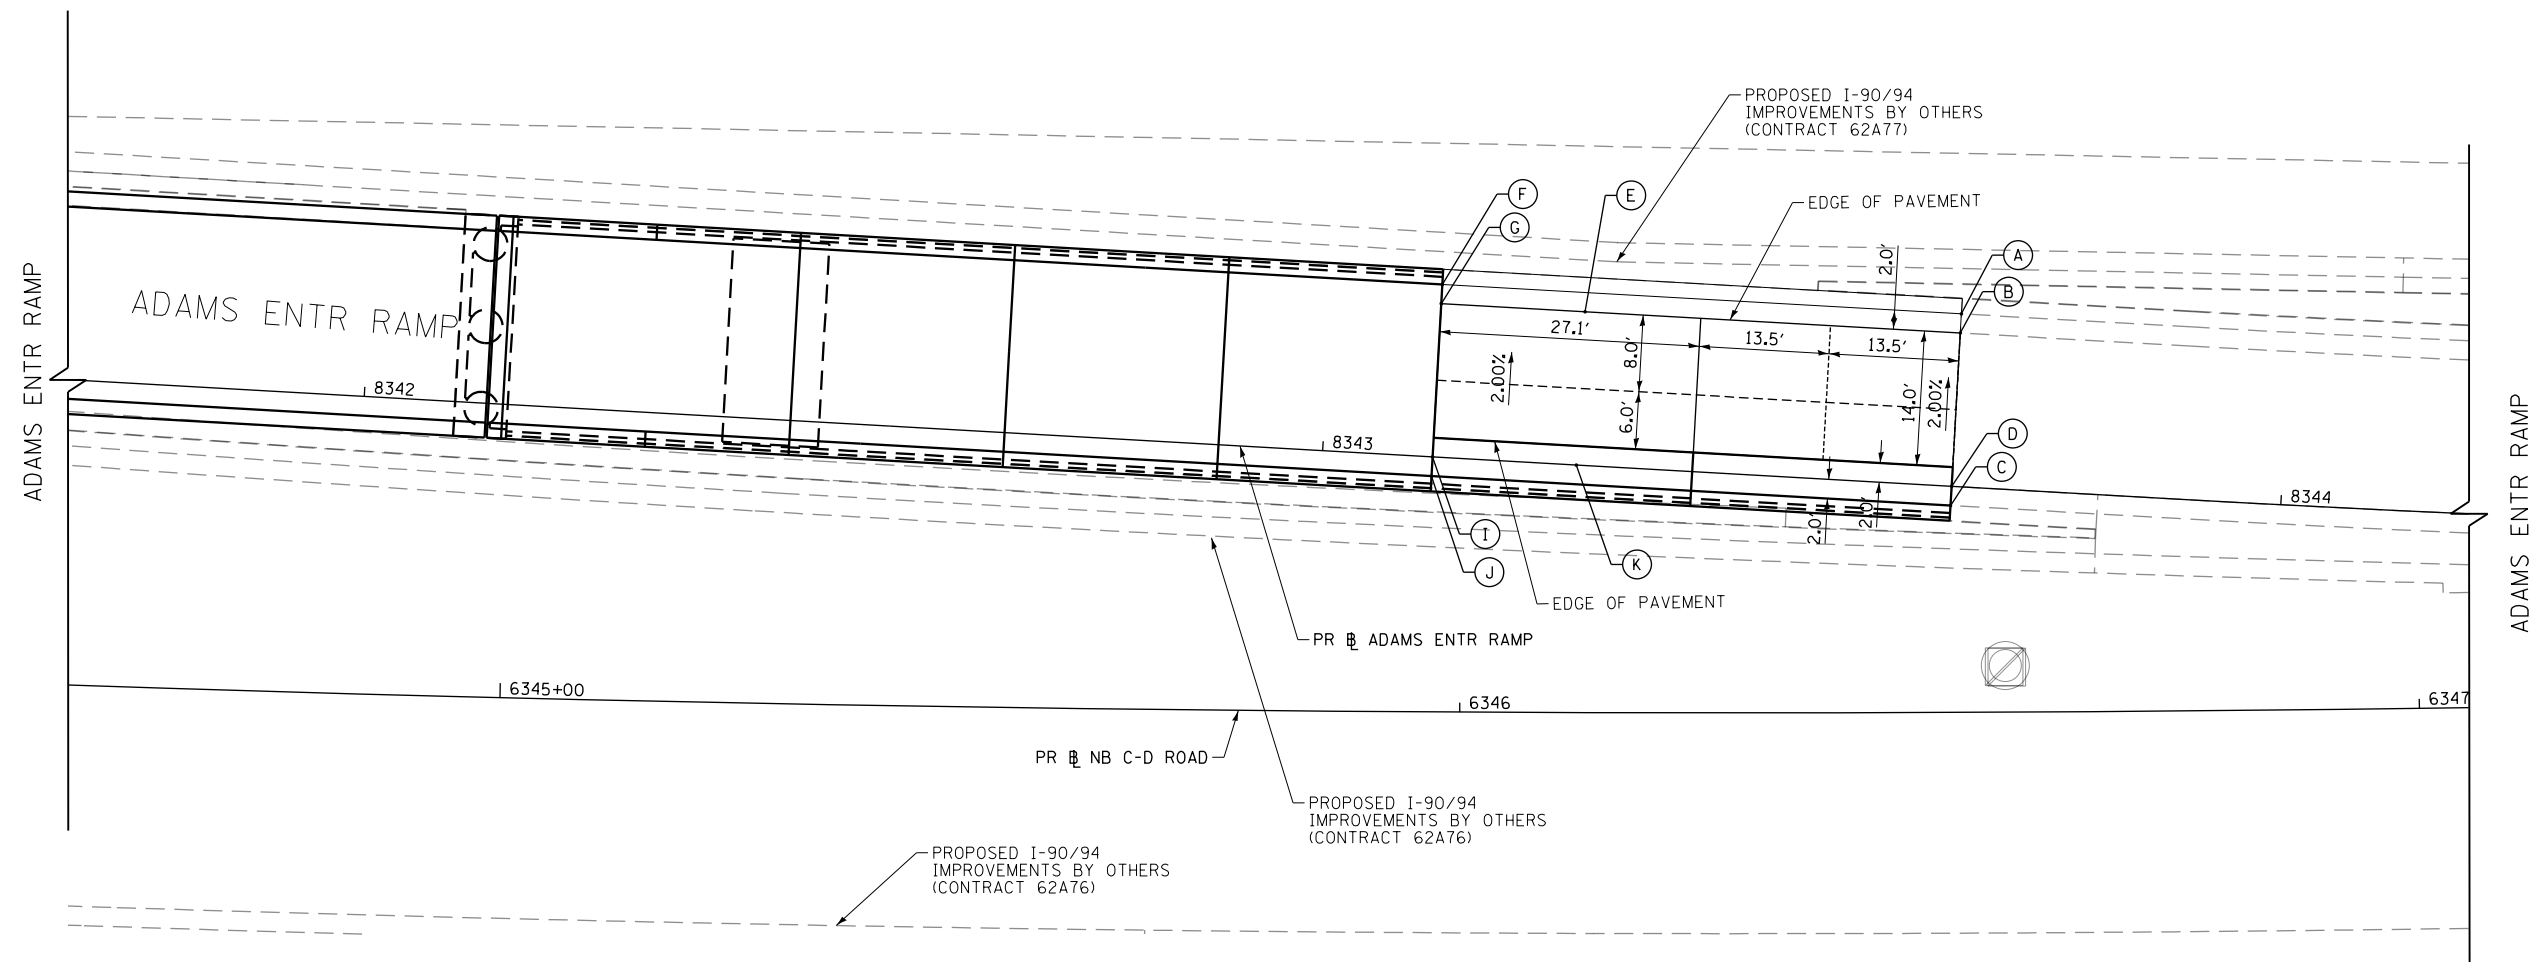 PROPOSED I-90/94
IMPROVEMENTS BY OTHERS
(CONTRACT 62A77)
EDGE OF PAVEMENT
F
E
G
A
B
2.0'
27.1'
13.5'
13.5'
8.0'
6.0'
14.0'
2.00%
2.00%
ADAMS ENTR RAMP
ADAMS ENTR RAMP
ADAMS ENTR RAMP
8342
8343
8344
D
C
2.0'
2.0'
I
J
K
EDGE OF PAVEMENT
PR ℄ ADAMS ENTR RAMP
6345+00
6346
6347
PR ℄ NB C-D ROAD
PROPOSED I-90/94
IMPROVEMENTS BY OTHERS
(CONTRACT 62A76)
PROPOSED I-90/94
IMPROVEMENTS BY OTHERS
(CONTRACT 62A76)